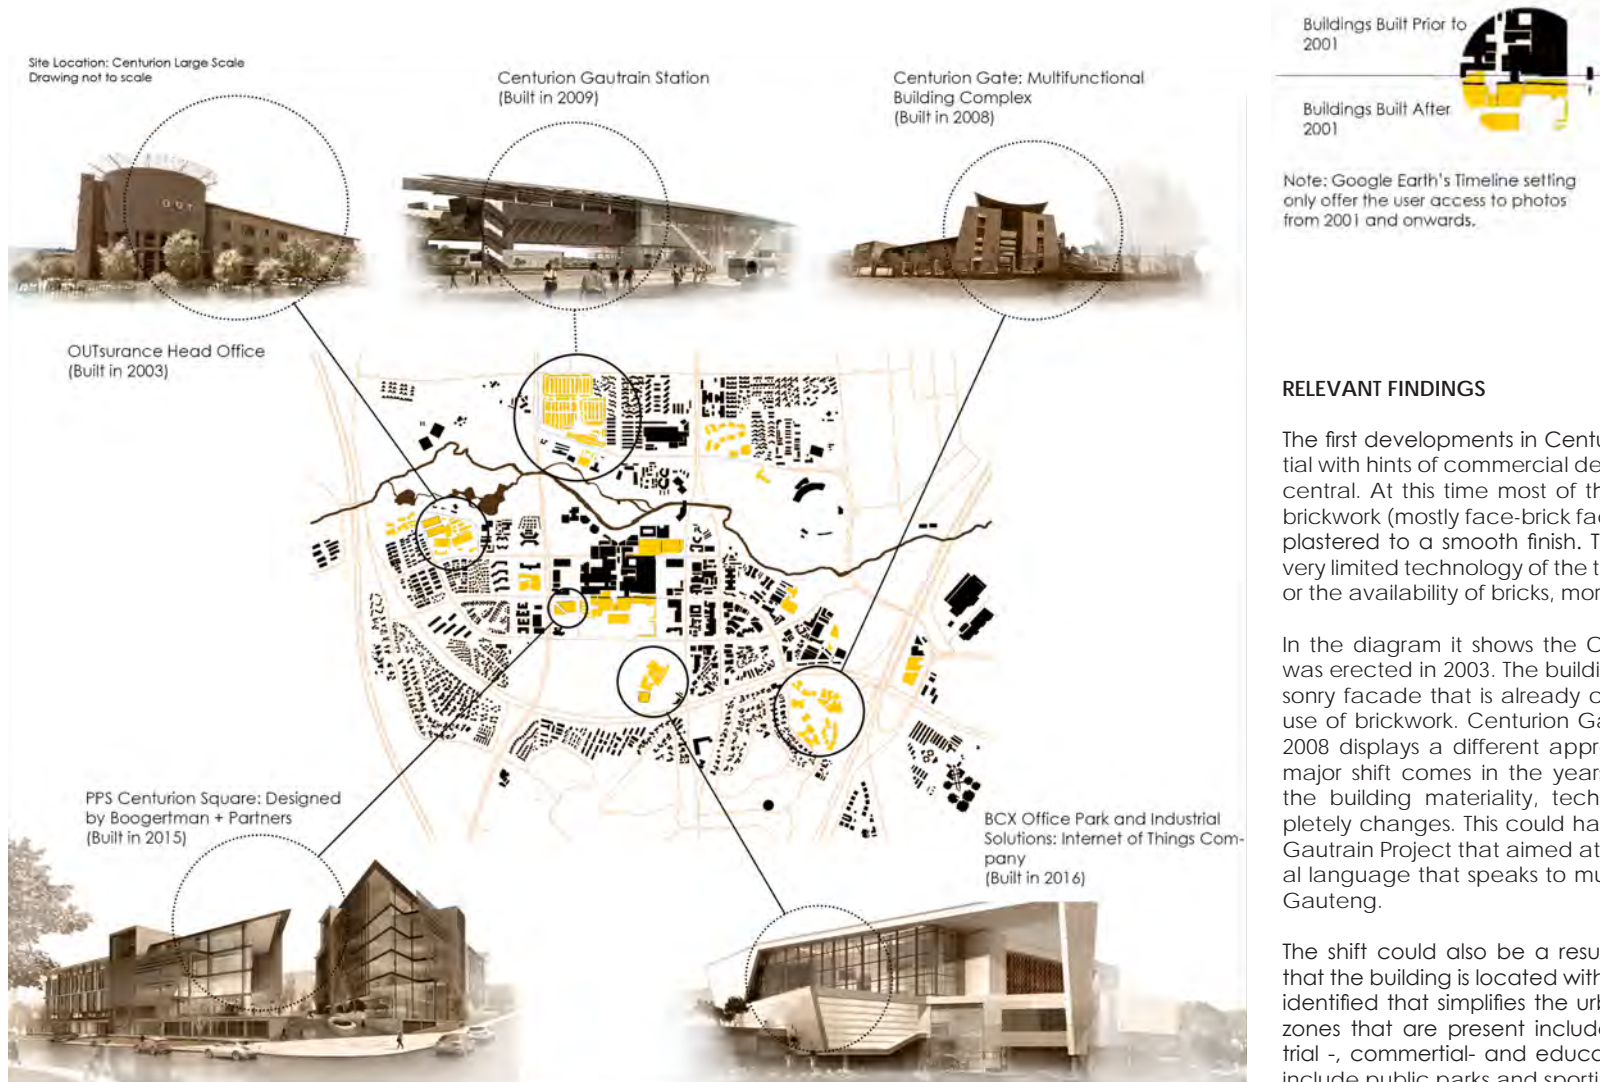 Site Location: Centurion Large Scale
Drawing not to scale
Centurion Gautrain Station
(Built in 2009)
Centurion Gate: Multifunctional
Building Complex
(Built in 2008)
Buildings Built Prior to
2001
Buildings Built After
2001
Note: Google Earth's Timeline setting
only offer the user access to photos
from 2001 and onwards.
OUT
OUTsurance Head Office
(Built in 2003)
PPS Centurion Square: Designed
by Boogertman + Partners
(Built in 2015)
BCX Office Park and Industrial
Solutions: Internet of Things Com-
pany
(Built in 2016)
RELEVANT FINDINGS
The first developments in Centu
tial with hints of commercial de
central. At this time most of th
brickwork (mostly face-brick fac
plastered to a smooth finish. T
very limited technology of the t
or the availability of bricks, mor
In the diagram it shows the O
was erected in 2003. The buildi
sonry facade that is already o
use of brickwork. Centurion Ga
2008 displays a different appr
major shift comes in the years
the building materiality, tech
pletely changes. This could ha
Gautrain Project that aimed at
al language that speaks to mu
Gauteng.
The shift could also be a resu
that the building is located with
identified that simplifies the urb
zones that are present include
trial -, commertial- and educa
include public parks and sporti